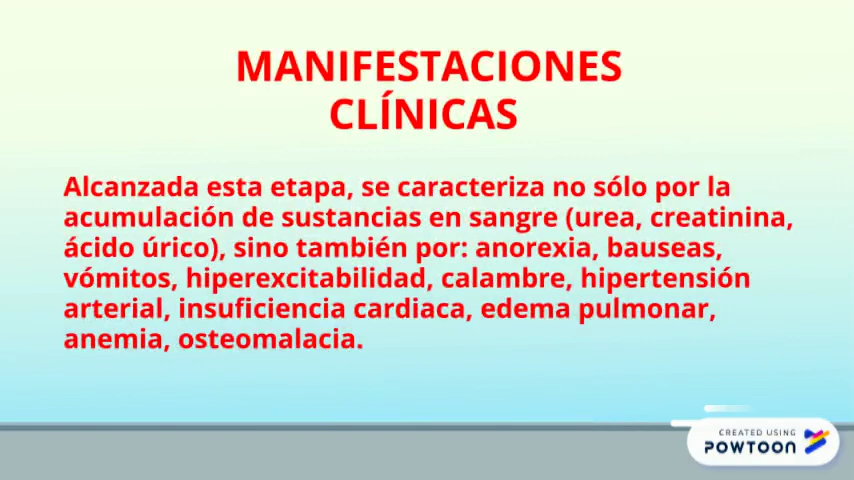 MANIFESTACIONES
CLÍNICAS
Alcanzada esta etapa, se caracteriza no sólo por la
acumulación de sustancias en sangre (urea, creatinina,
ácido úrico), sino también por: anorexia, bauseas,
vómitos, hiperexcitabilidad, calambre, hipertensión
arterial, insuficiencia cardiaca, edema pulmonar,
anemia, osteomalacia.
CREATED USING
POWTOON